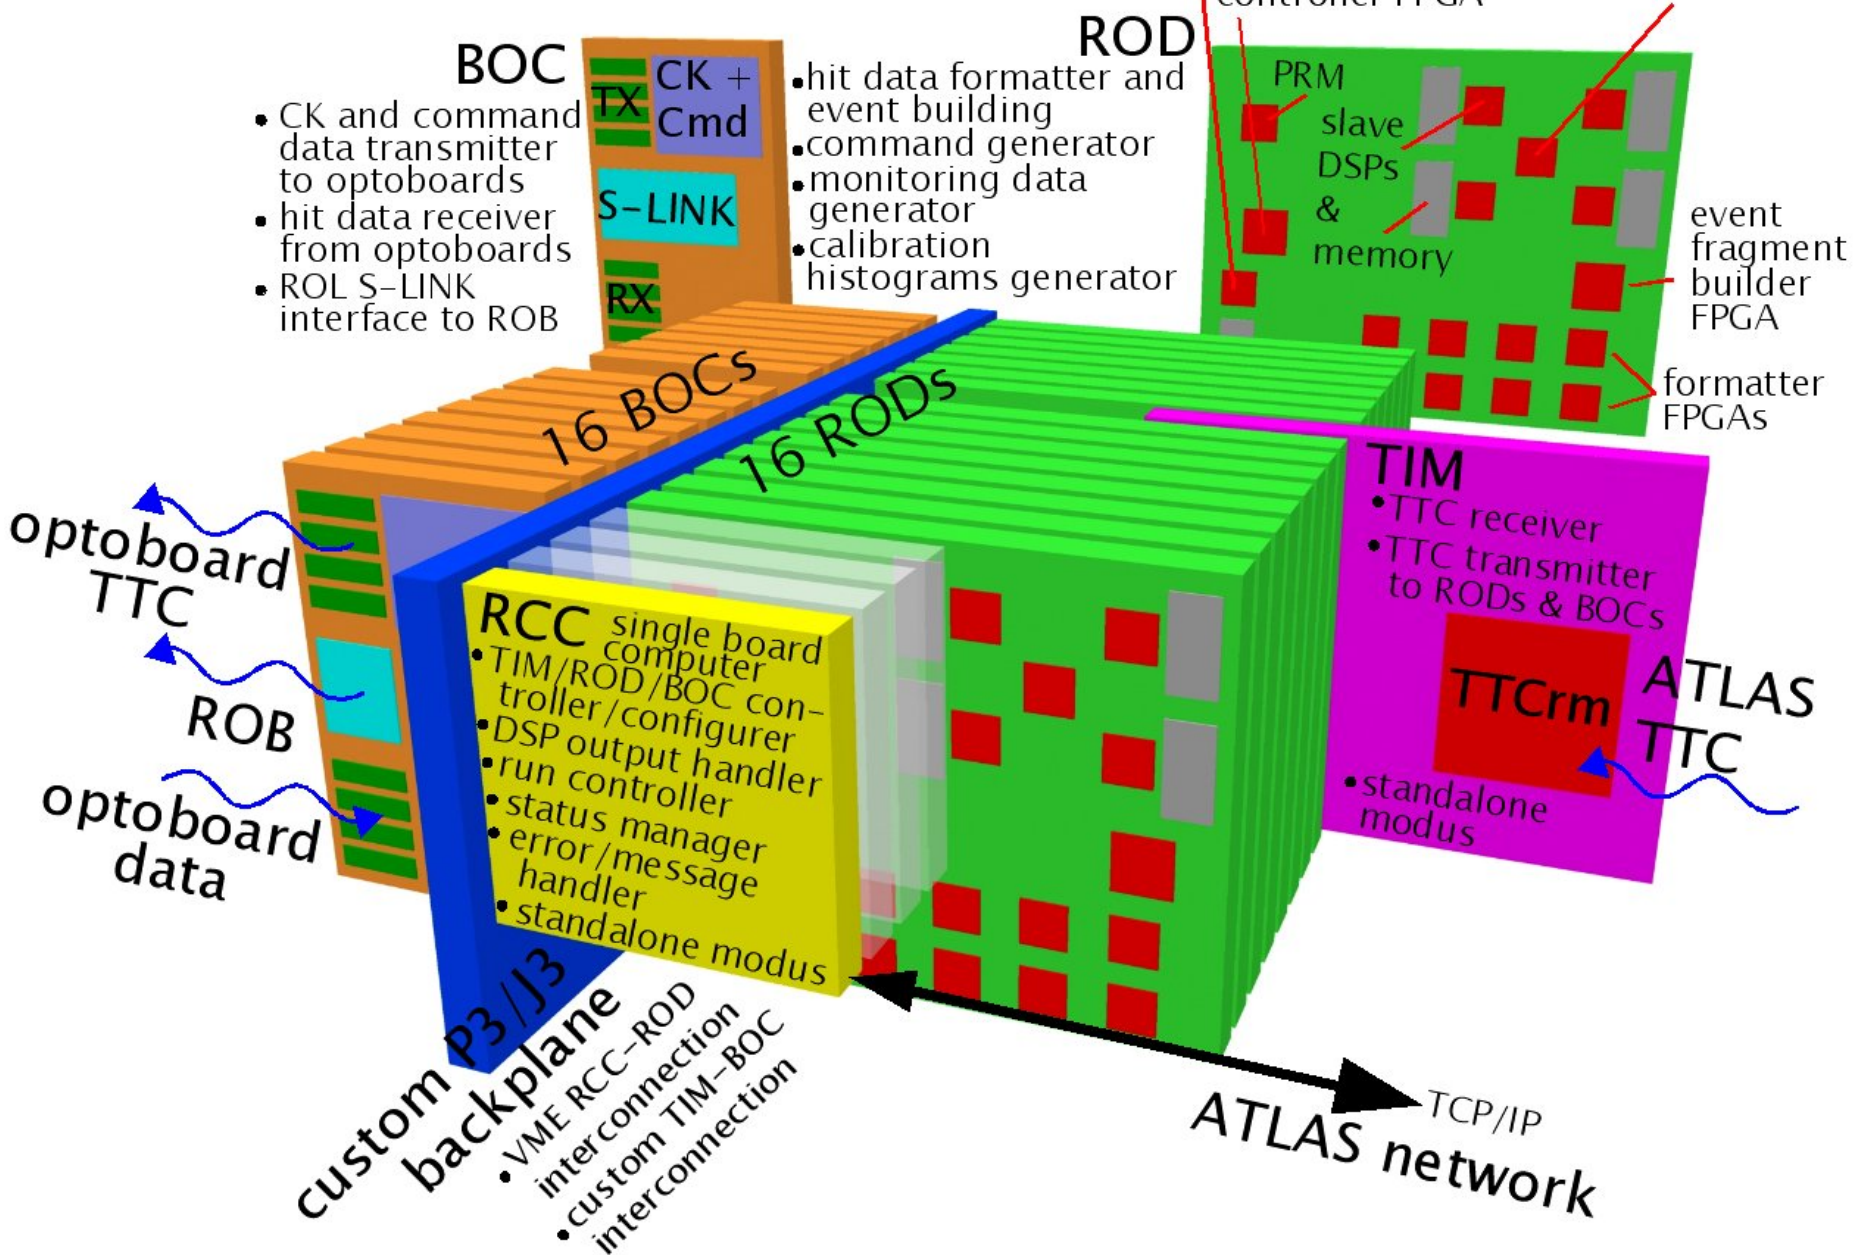 controller FPGA
BOC
• CK and command
data transmitter
to optoboards
• hit data receiver
from optoboards
• ROL S-LINK
interface to ROB
TX
CK +
Cmd
S-LINK
RX
ROD
• hit data formatter and
event building
• command generator
• monitoring data
generator
• calibration
histograms generator
PRM
slave
DSPs
&
memory
event
fragment
builder
FPGA
formatter
FPGAs
16 BOCs
16 RODs
optoboard
TTC
ROB
optoboard
data
RCC single board
computer
• TIM/ROD/BOC con-
troller/configurer
• DSP output handler
• run controller
• status manager
• error/message
handler
• standalone modus
TIM
• TTC receiver
• TTC transmitter
to RODs & BOCs
TTCrm
• standalone
modus
ATLAS
TTC
custom P3/J3
backplane
• VME RCC-ROD
interconnection
• custom TIM-BOC
interconnection
TCP/IP
ATLAS network